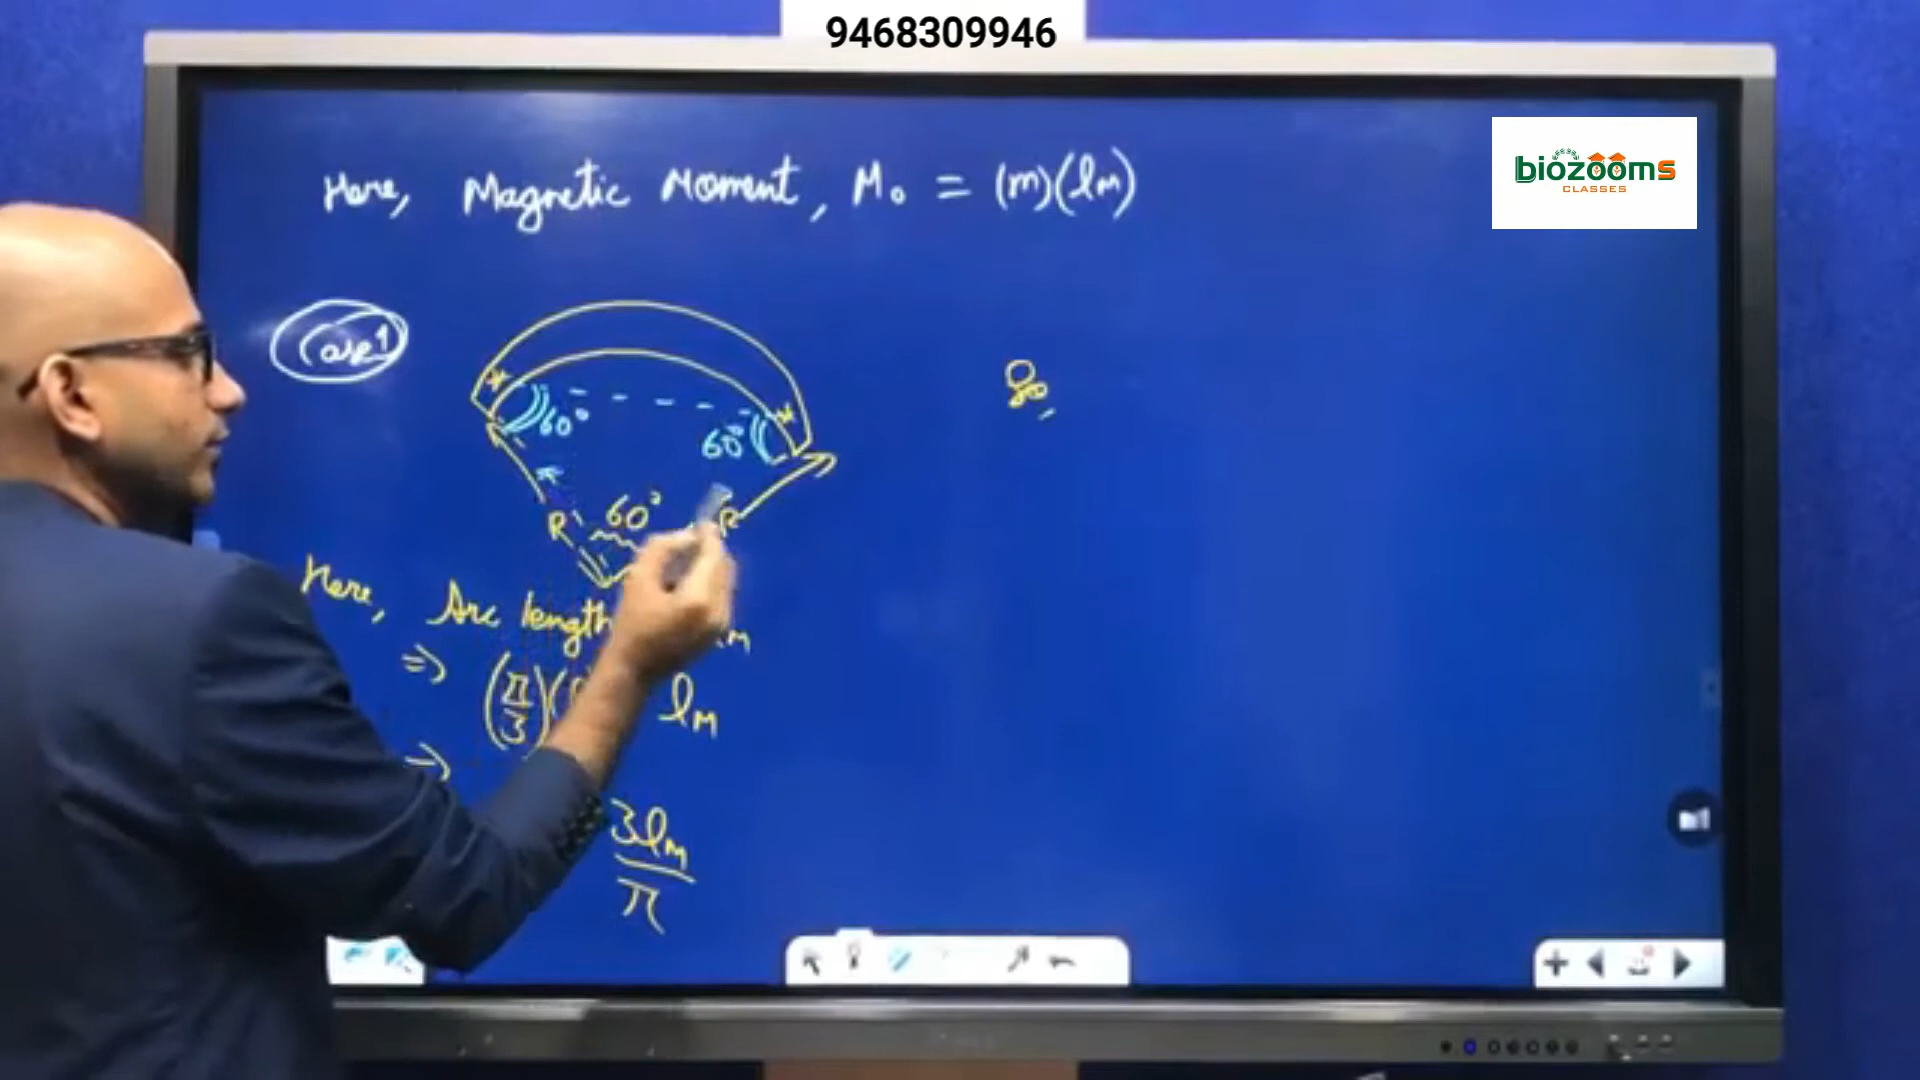 9468309946
biozooms
CLASSES
Here, Magnetic Moment, M₀ = (m)(lₘ)
Case 1
60° 60°
60°
R R
So,
Here, Arc length
⇒ (π/3)( lₘ
⇒
3lₘ/π